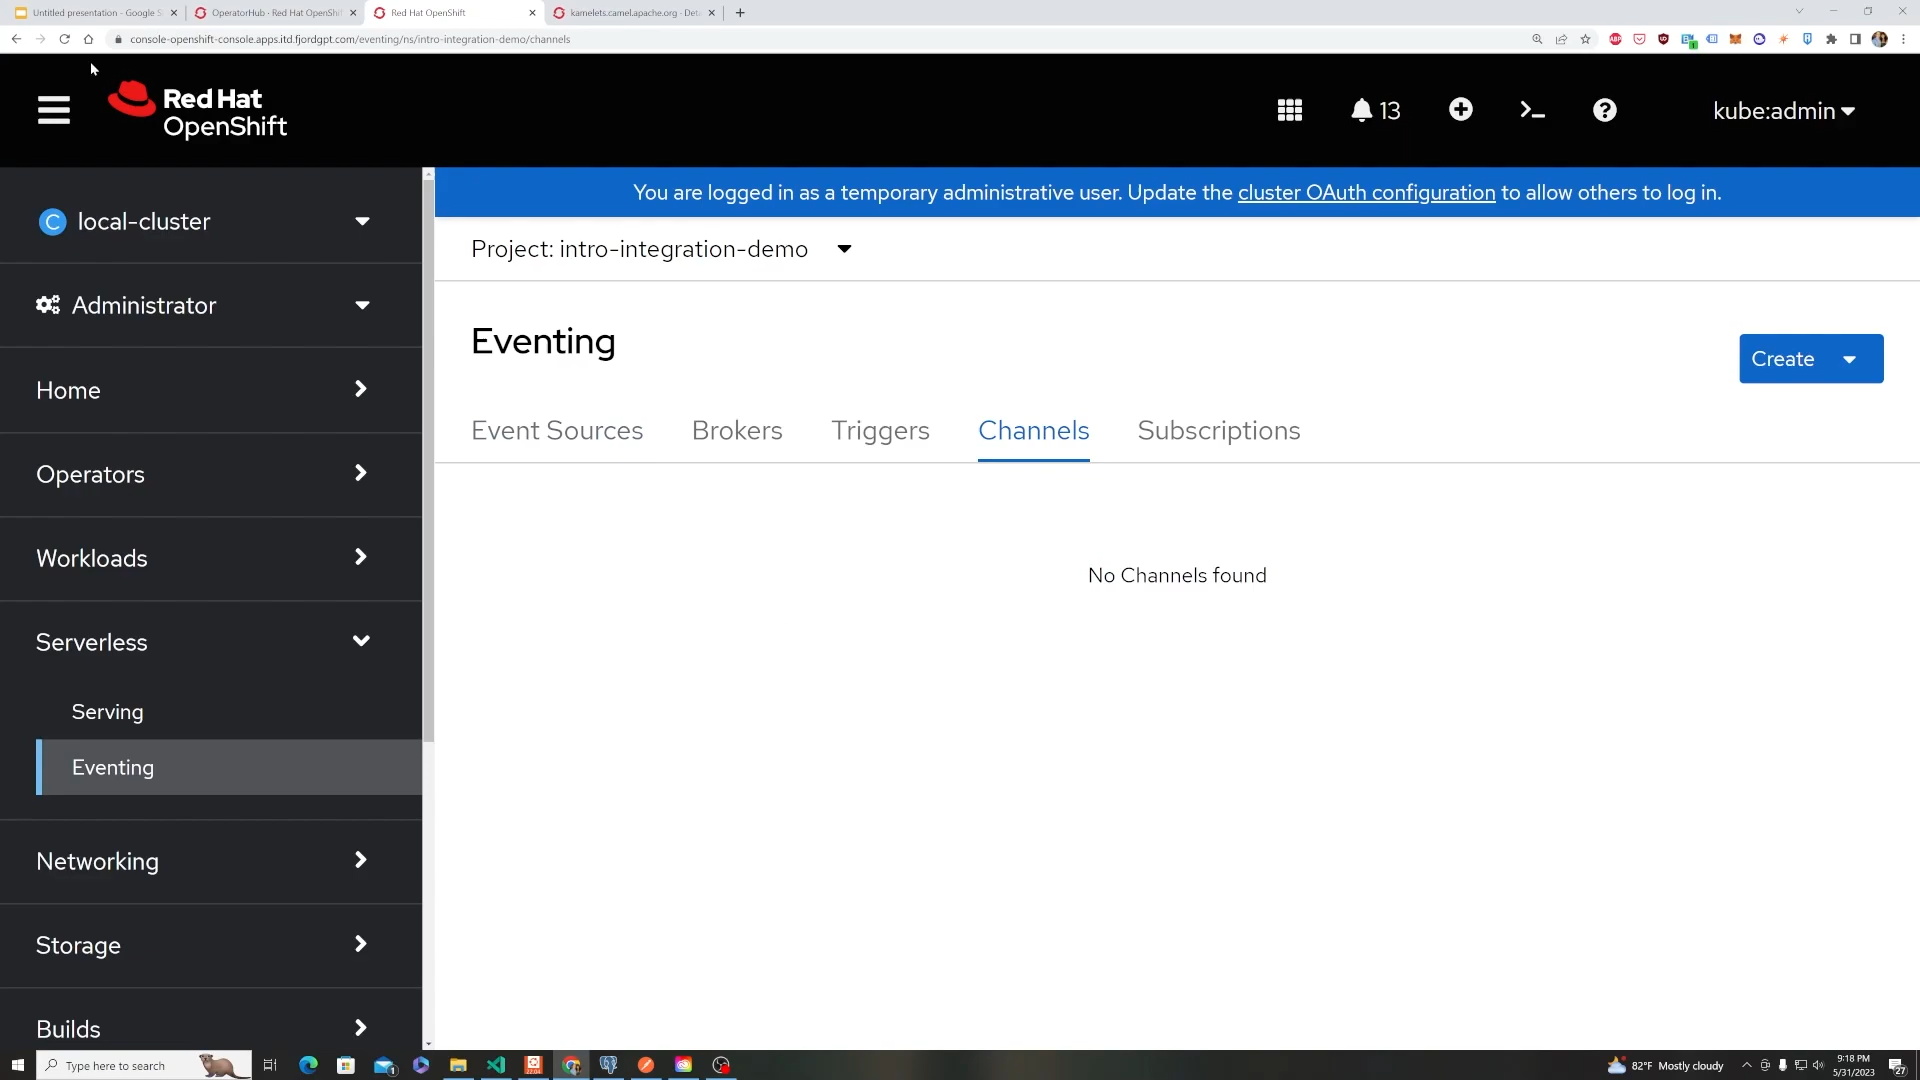 Untitled presentation - Google S
OperatorHub · Red Hat OpenShift
Red Hat OpenShift
kamelets.camel.apache.org · Det
console-openshift-console.apps.itd.fjordgpt.com/eventing/ns/intro-integration-demo/channels
Red Hat
OpenShift
13
kube:admin
You are logged in as a temporary administrative user. Update the cluster OAuth configuration to allow others to log in.
C local-cluster
Project: intro-integration-demo
Administrator
Eventing
Create
Home
Event Sources Brokers Triggers Channels Subscriptions
Operators
Workloads
No Channels found
Serverless
Serving
Eventing
Networking
Storage
Builds
Type here to search
82°F Mostly cloudy
9:18 PM
5/31/2023
27